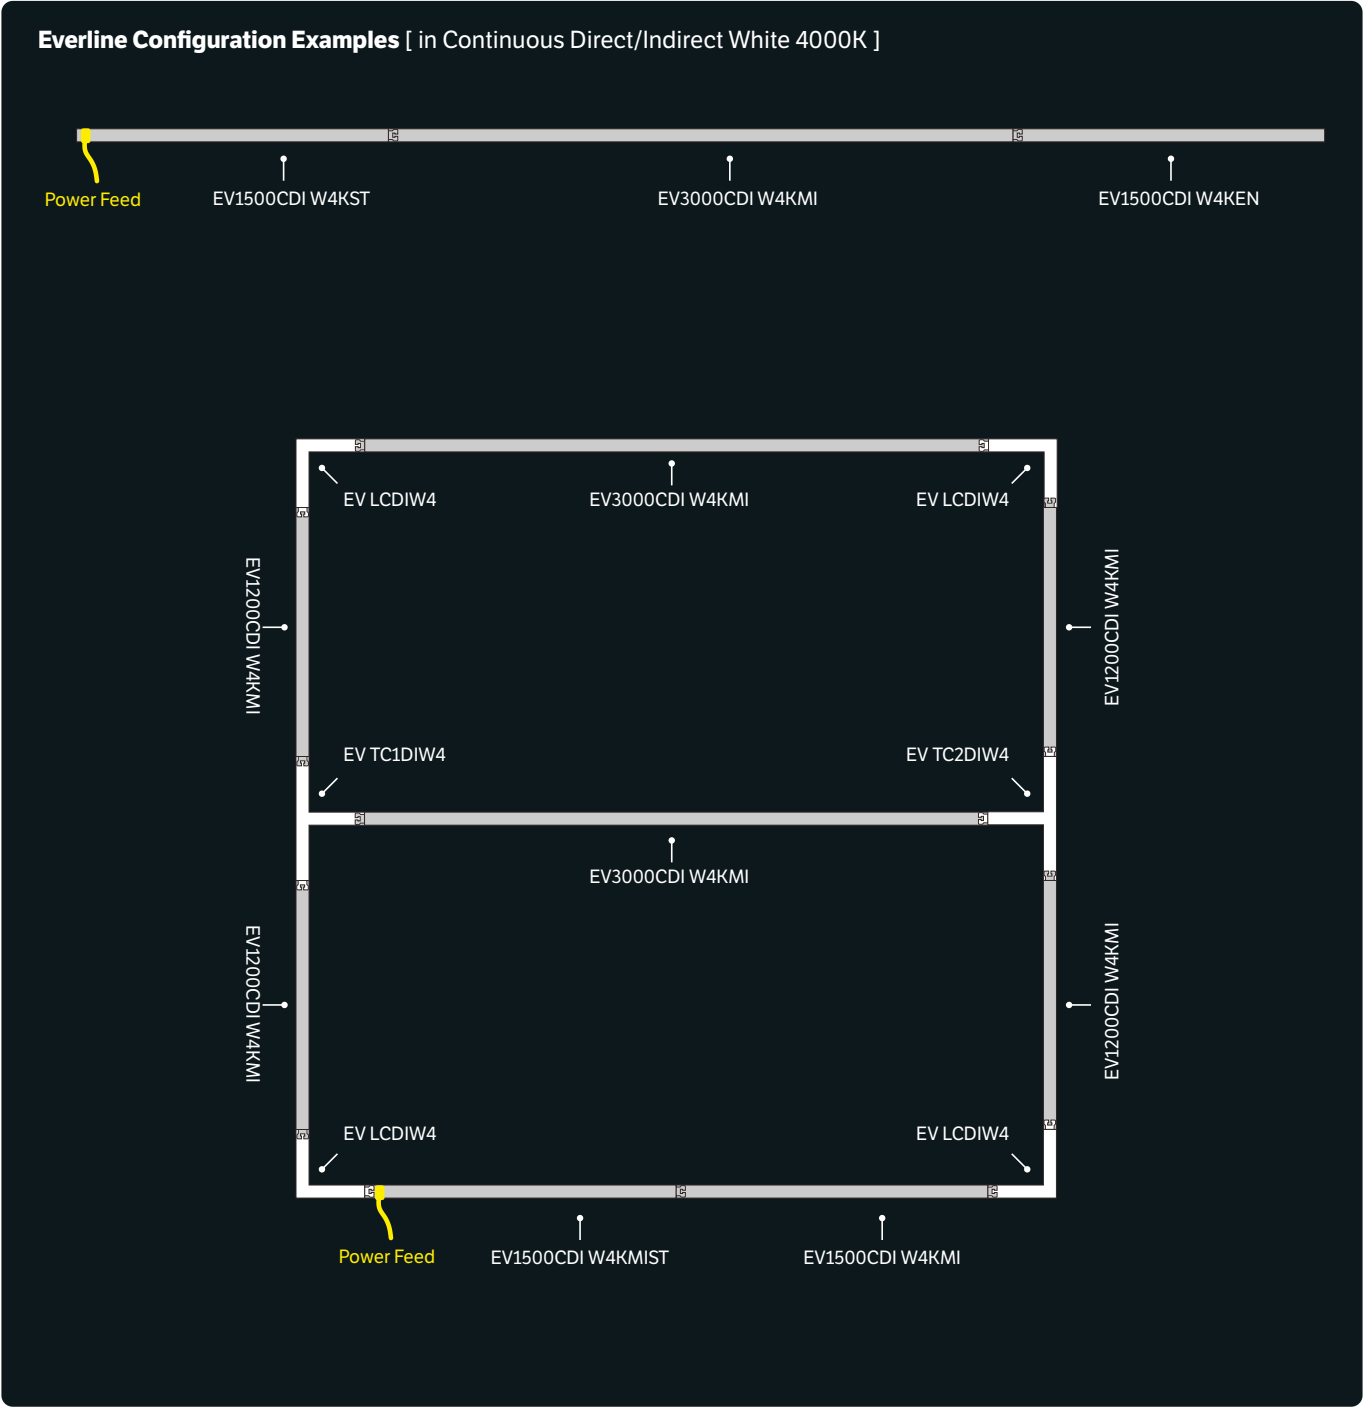 Everline Configuration Examples [ in Continuous Direct/Indirect White 4000K ]
Power Feed
EV1500CDI W4KST
EV3000CDI W4KMI
EV1500CDI W4KEN
EV LCDIW4
EV3000CDI W4KMI
EV LCDIW4
EV1200CDI W4KMI
EV1200CDI W4KMI
EV TC1DIW4
EV TC2DIW4
EV3000CDI W4KMI
EV1200CDI W4KMI
EV1200CDI W4KMI
EV LCDIW4
EV LCDIW4
Power Feed
EV1500CDI W4KMIST
EV1500CDI W4KMI